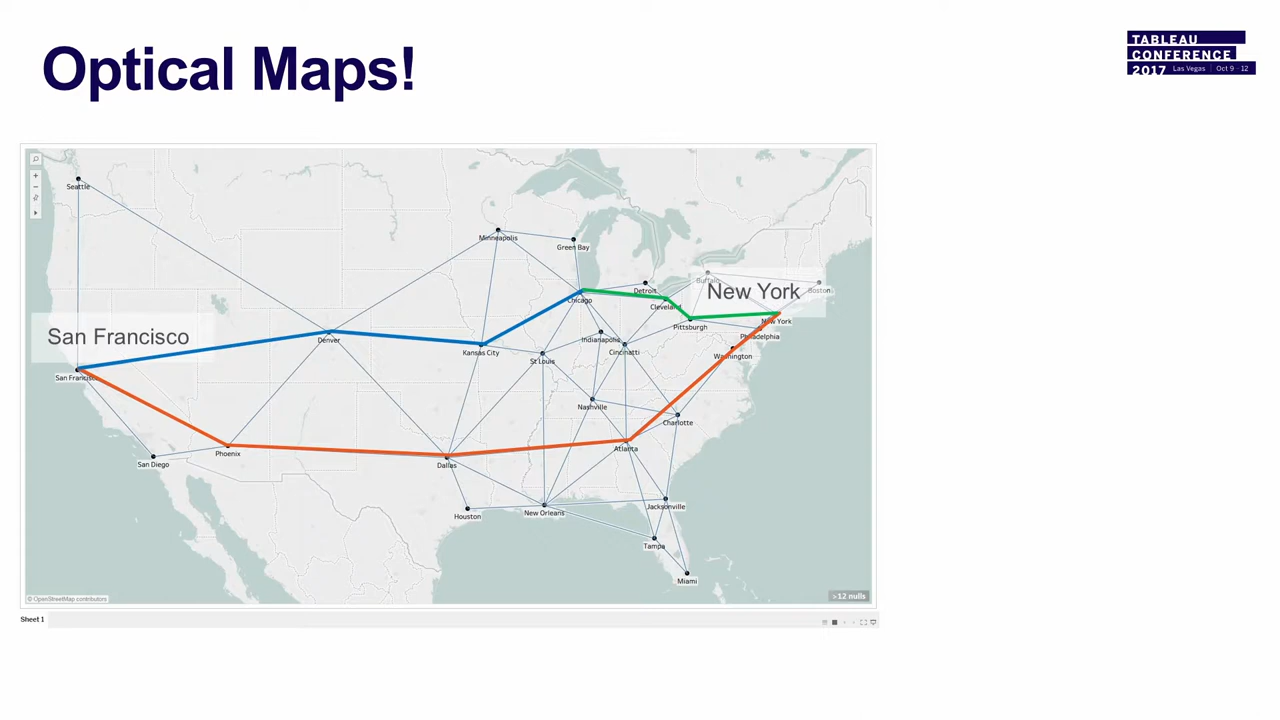 Optical Maps!
TABLEAU
CONFERENCE
2017 Las Vegas | Oct 9 - 12
Seattle
Minneapolis
Green Bay
Buffalo
New York
Boston
Detroit
Chicago
Cleveland
New York
Pittsburgh
Philadelphia
San Francisco
Denver
Indianapolis
Kansas City
Cincinatti
Washington
St Louis
San Francisco
Nashville
Charlotte
Phoenix
Atlanta
San Diego
Dallas
Jacksonville
Houston
New Orleans
Tampa
Miami
© OpenStreetMap contributors
>12 nulls
Sheet 1